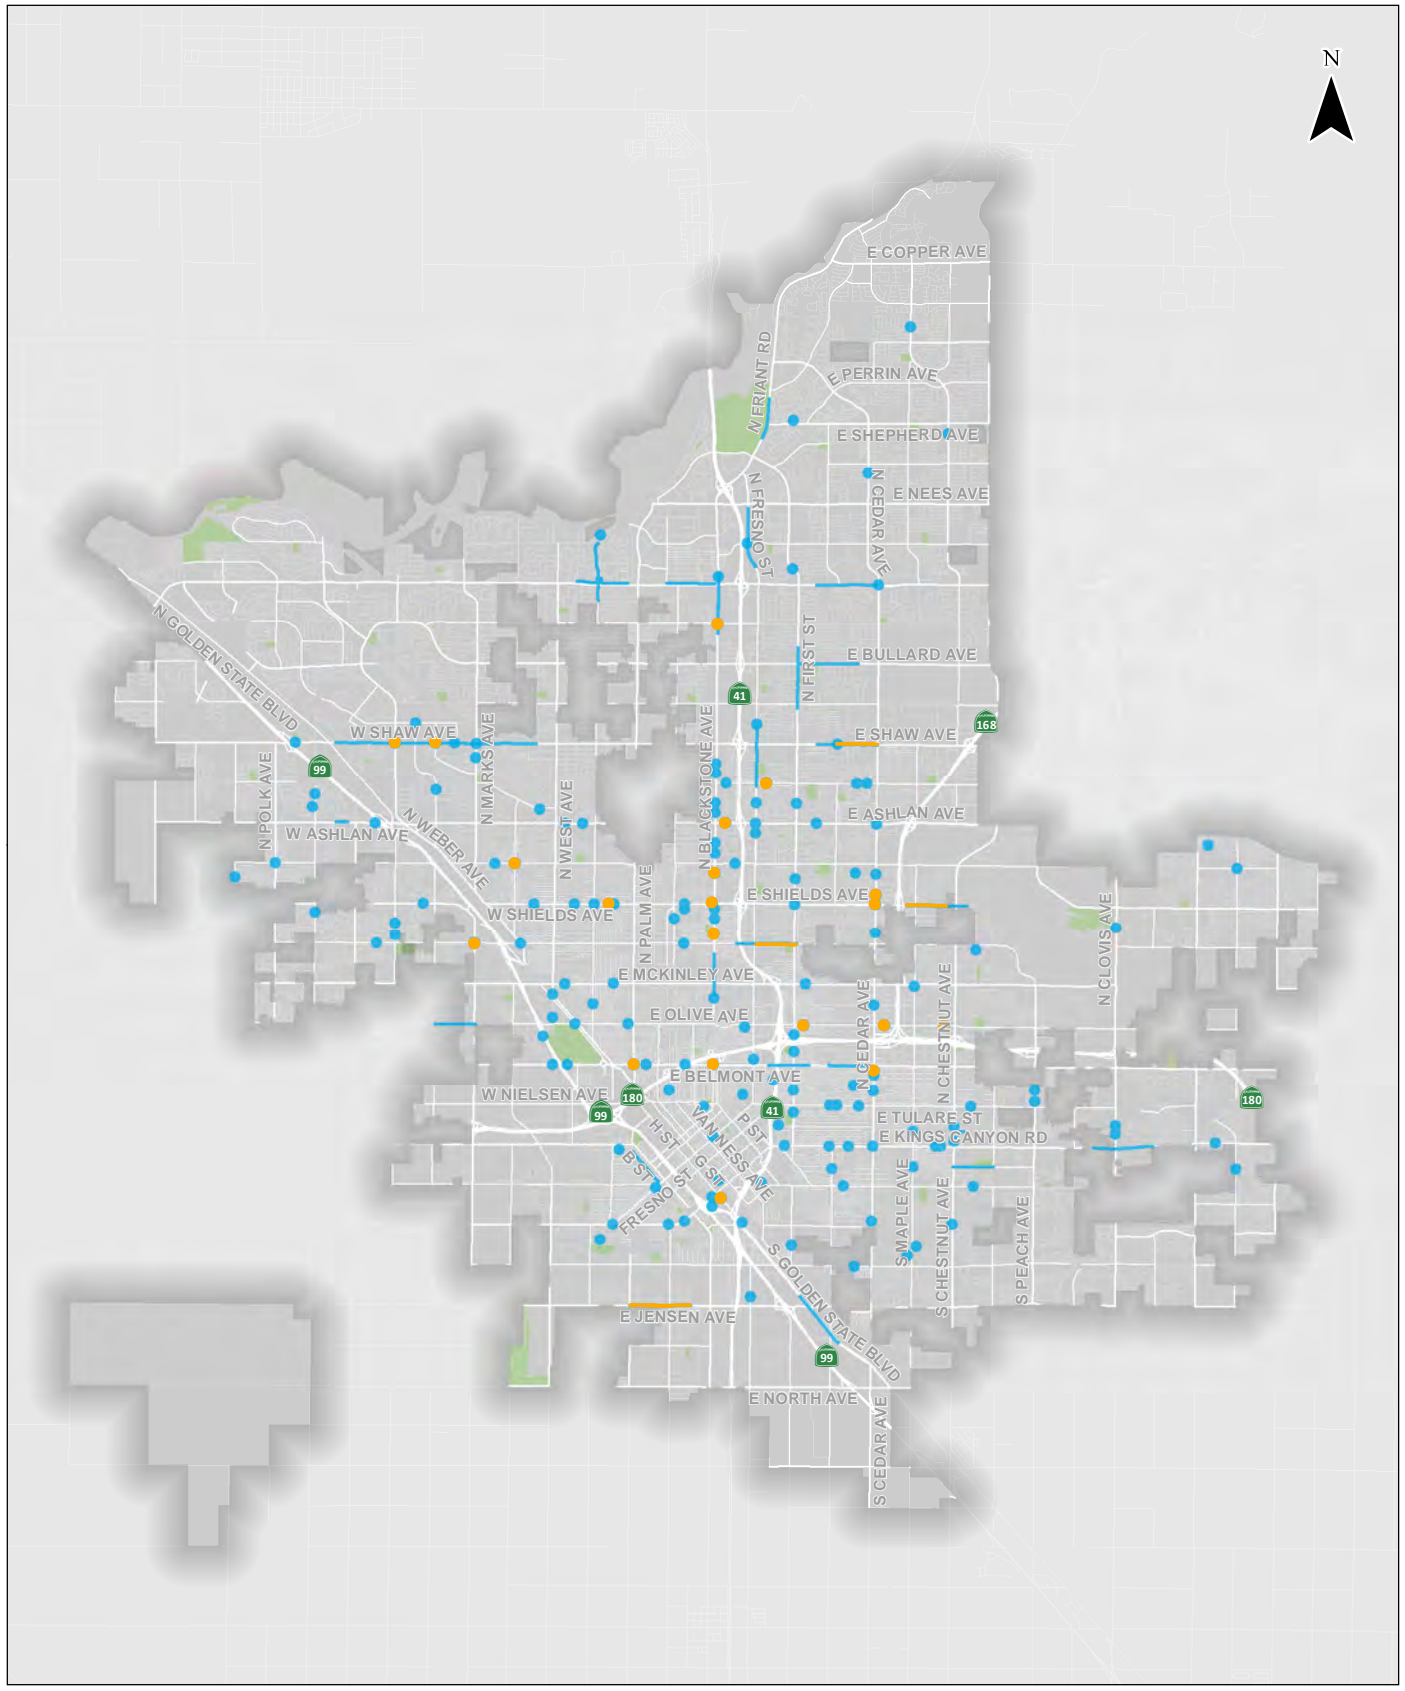 N
E COPPER AVE
N FRIANT RD
E PERRIN AVE
E SHEPHERD AVE
N FRESNO ST
N CEDAR AVE
E NEES AVE
N GOLDEN STATE BLVD
N FIRST ST
E BULLARD AVE
41
168
W SHAW AVE
N MARKS AVE
N BLACKSTONE AVE
E SHAW AVE
99
N POLK AVE
N WEST AVE
W ASHLAN AVE
N WEBER AVE
E ASHLAN AVE
N PALM AVE
W SHIELDS AVE
E SHIELDS AVE
N CLOVIS AVE
E MCKINLEY AVE
N CEDAR AVE
N CHESTNUT AVE
E OLIVE AVE
E BELMONT AVE
W NIELSEN AVE
180
99
41
180
H ST
VAN NESS AVE
P ST
E TULARE ST
E KINGS CANYON RD
B ST
G ST
FRESNO ST
S MAPLE AVE
S CHESTNUT AVE
S PEACH AVE
S GOLDEN STATE BLVD
E JENSEN AVE
99
E NORTH AVE
S CEDAR AVE